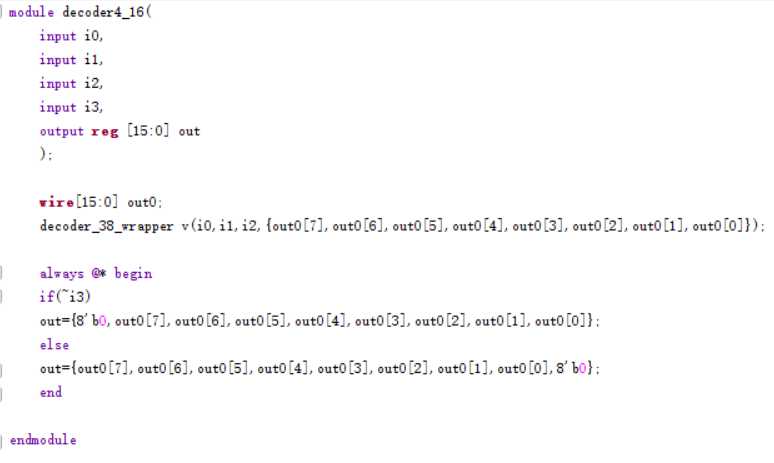 module decoder4_16(
    input i0,
    input i1,
    input i2,
    input i3,
    output reg [15:0] out
    );

    wire[15:0] out0;
    decoder_38_wrapper v(i0,i1,i2,{out0[7],out0[6],out0[5],out0[4],out0[3],out0[2],out0[1],out0[0]});

    always @* begin
    if(~i3)
    out={8'b0,out0[7],out0[6],out0[5],out0[4],out0[3],out0[2],out0[1],out0[0]};
    else
    out={out0[7],out0[6],out0[5],out0[4],out0[3],out0[2],out0[1],out0[0],8'b0};
    end

endmodule